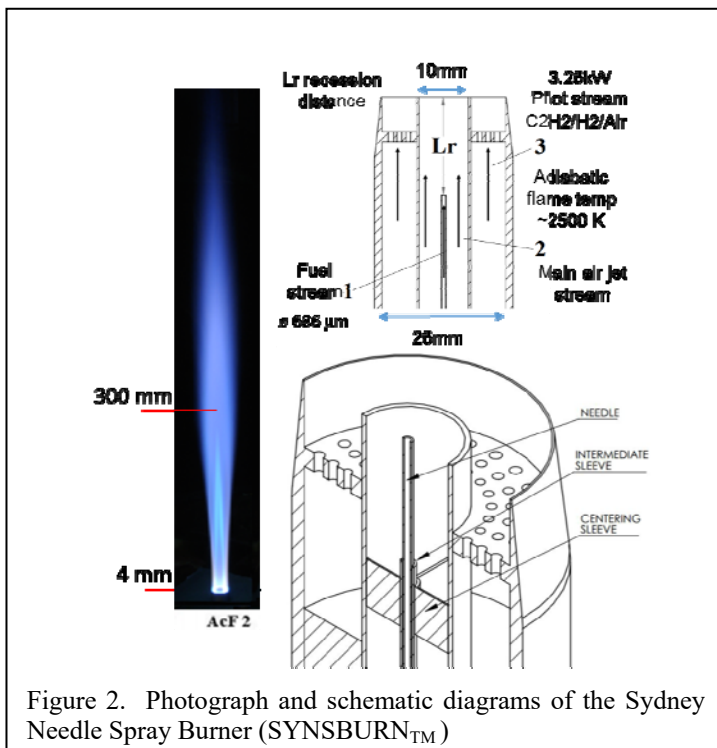 10mm
Lr recession
distance
3.25kW
Pilot stream
C2H2/H2/Air
Lr
3
Adiabatic
flame temp
~2500 K
2
Fuel
stream
1
Main air jet
stream
ø 686 µm
25mm
300 mm
4 mm
AcF 2
NEEDLE
INTERMEDIATE
SLEEVE
CENTERING
SLEEVE
Figure 2. Photograph and schematic diagrams of the Sydney
Needle Spray Burner (SYNSBURNTM )